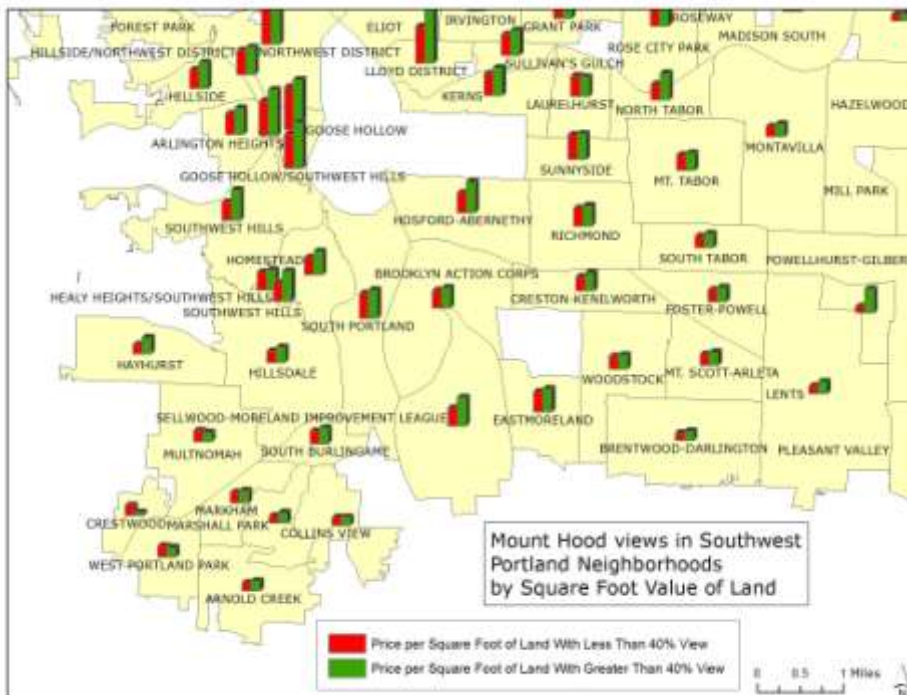 ELIOT
IRVINGTON
GRANT PARK
ROSEWAY
FOREST PARK
MADISON SOUTH
ROSE CITY PARK
HILLSIDE/NORTHWEST DISTRICT
NORTHWEST DISTRICT
LLOYD DISTRICT
SULLIVAN'S GULCH
HILLSIDE
KERNS
LAURELHURST
NORTH TABOR
HAZELWOOD
GOOSE HOLLOW
ARLINGTON HEIGHTS
MONTAVILLA
SUNNYSIDE
MT. TABOR
GOOSE HOLLOW/SOUTHWEST HILLS
MILL PARK
HOSFORD-ABERNETHY
SOUTHWEST HILLS
RICHMOND
SOUTH TABOR
HOMESTEAD
POWELLHURST-GILBER
BROOKLYN ACTION CORPS
HEALY HEIGHTS/SOUTHWEST HILLS
CRESTON-KENILWORTH
FOSTER-POWELL
SOUTHWEST HILLS
SOUTH PORTLAND
HAYHURST
HILLSDALE
WOODSTOCK
MT. SCOTT-ARLETA
LENTS
SELLWOOD-MORELAND IMPROVEMENT LEAGUE
EASTMORELAND
MULTNOMAH
SOUTH BURLINGAME
BRENTWOOD-DARLINGTON
PLEASANT VALLEY
MARKHAM
CRESTWOOD
MARSHALL PARK
COLLINS VIEW
WEST PORTLAND PARK
ARNOLD CREEK
Mount Hood views in Southwest
Portland Neighborhoods
by Square Foot Value of Land
Price per Square Foot of Land With Less Than 40% View
Price per Square Foot of Land With Greater Than 40% View
0 0.5 1 Miles